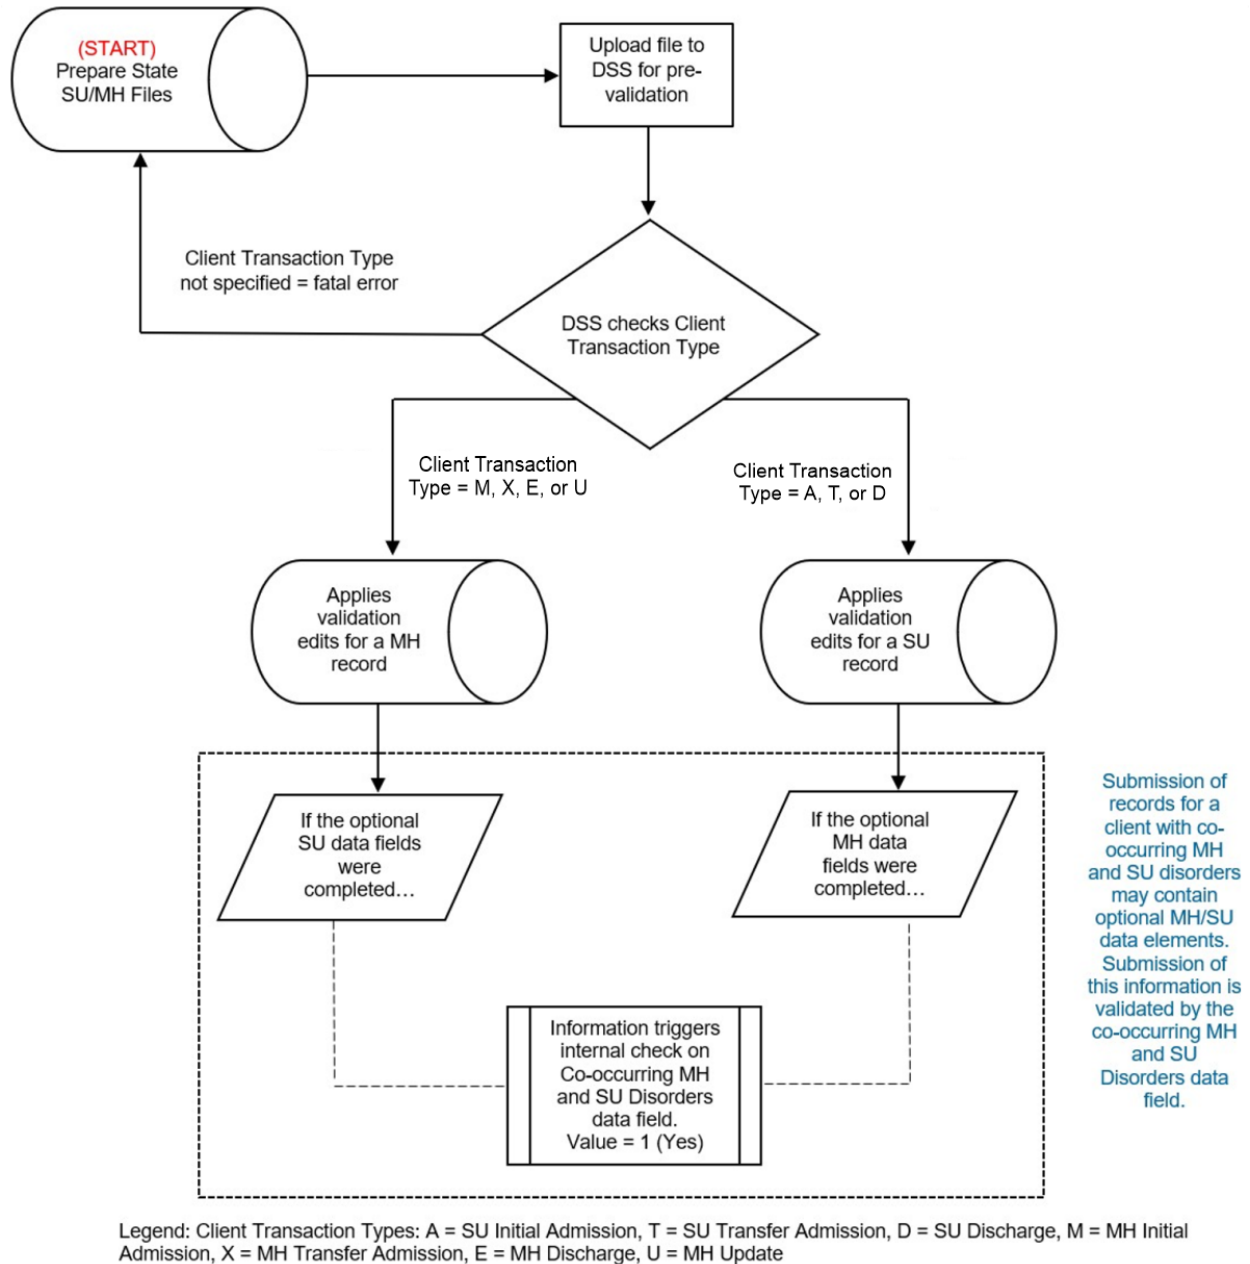 (START)
Prepare State
SU/MH Files
Upload file to
DSS for pre-
validation
Client Transaction Type
not specified = fatal error
DSS checks Client
Transaction Type
Client Transaction
Type = M, X, E, or U
Client Transaction
Type = A, T, or D
Applies
validation
edits for a MH
record
Applies
validation
edits for a SU
record
If the optional
SU data fields
were
completed…
If the optional
MH data
fields were
completed…
Submission of
records for a
client with co-
occurring MH
and SU disorders
may contain
optional MH/SU
data elements.
Submission of
this information is
validated by the
co-occurring MH
and SU
Disorders data
field.
Information triggers
internal check on
Co-occurring MH
and SU Disorders
data field.
Value = 1 (Yes)
Legend: Client Transaction Types: A = SU Initial Admission, T = SU Transfer Admission, D = SU Discharge, M = MH Initial
Admission, X = MH Transfer Admission, E = MH Discharge, U = MH Update